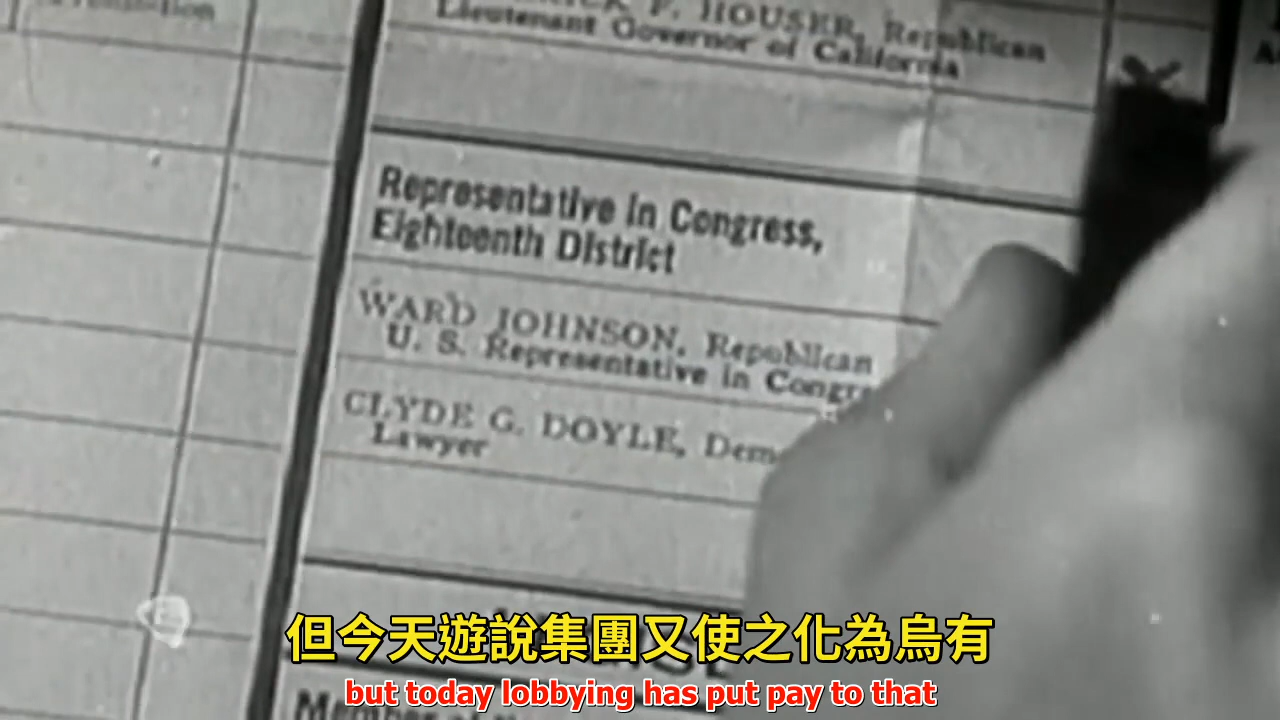 F. HOUSER, Republican
Lieutenant Governor of California
Representative in Congress,
Eighteenth District
WARD JOHNSON, Republican
U. S. Representative in
CLYDE G. DOYLE,
Lawyer
但今天遊說集團又使之化為烏有
but today lobbying has put pay to that